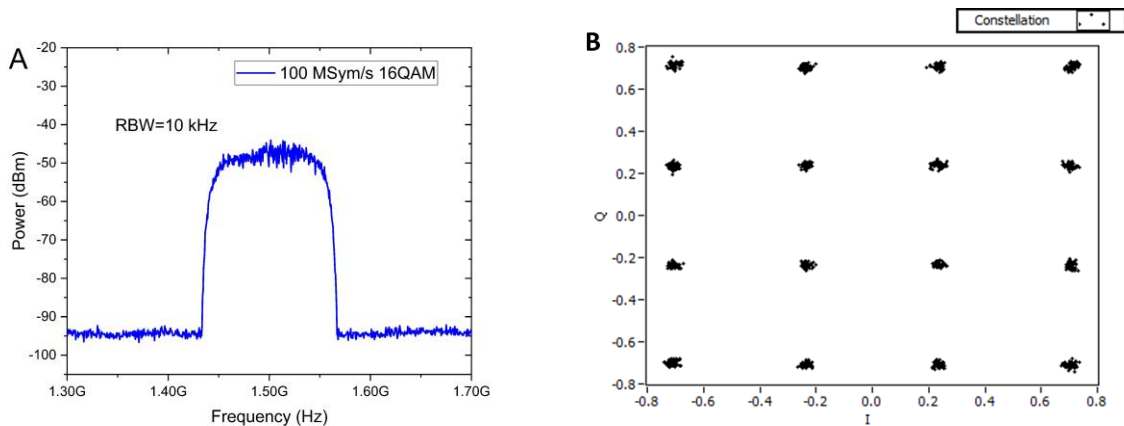 A
-20
-30
-40
-50
-60
-70
-80
-90
-100
Power (dBm)
100 MSym/s 16QAM
RBW=10 kHz
1.30G 1.40G 1.50G 1.60G 1.70G
Frequency (Hz)
B
Constellation
0.8
0.6
0.4
0.2
0.0
-0.2
-0.4
-0.6
-0.8
Q
-0.8 -0.6 -0.4 -0.2 0.0 0.2 0.4 0.6 0.8
I